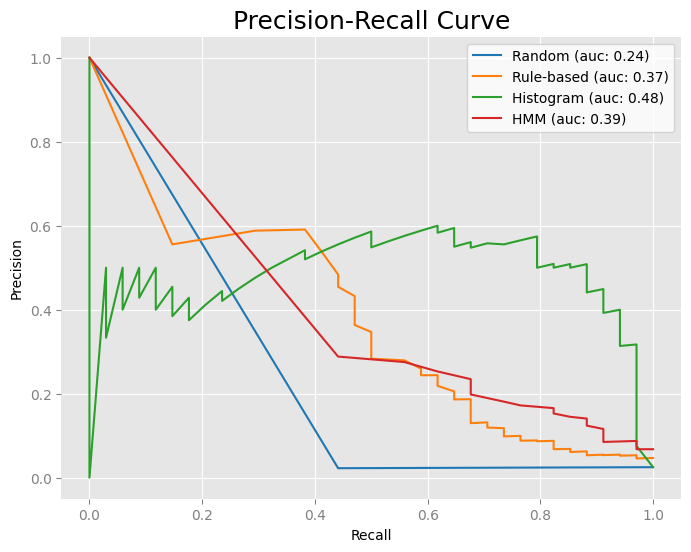 Precision-Recall Curve
Random (auc: 0.24)
Rule-based (auc: 0.37)
Histogram (auc: 0.48)
HMM (auc: 0.39)
Precision
1.0
0.8
0.6
0.4
0.2
0.0
0.0 0.2 0.4 0.6 0.8 1.0
Recall